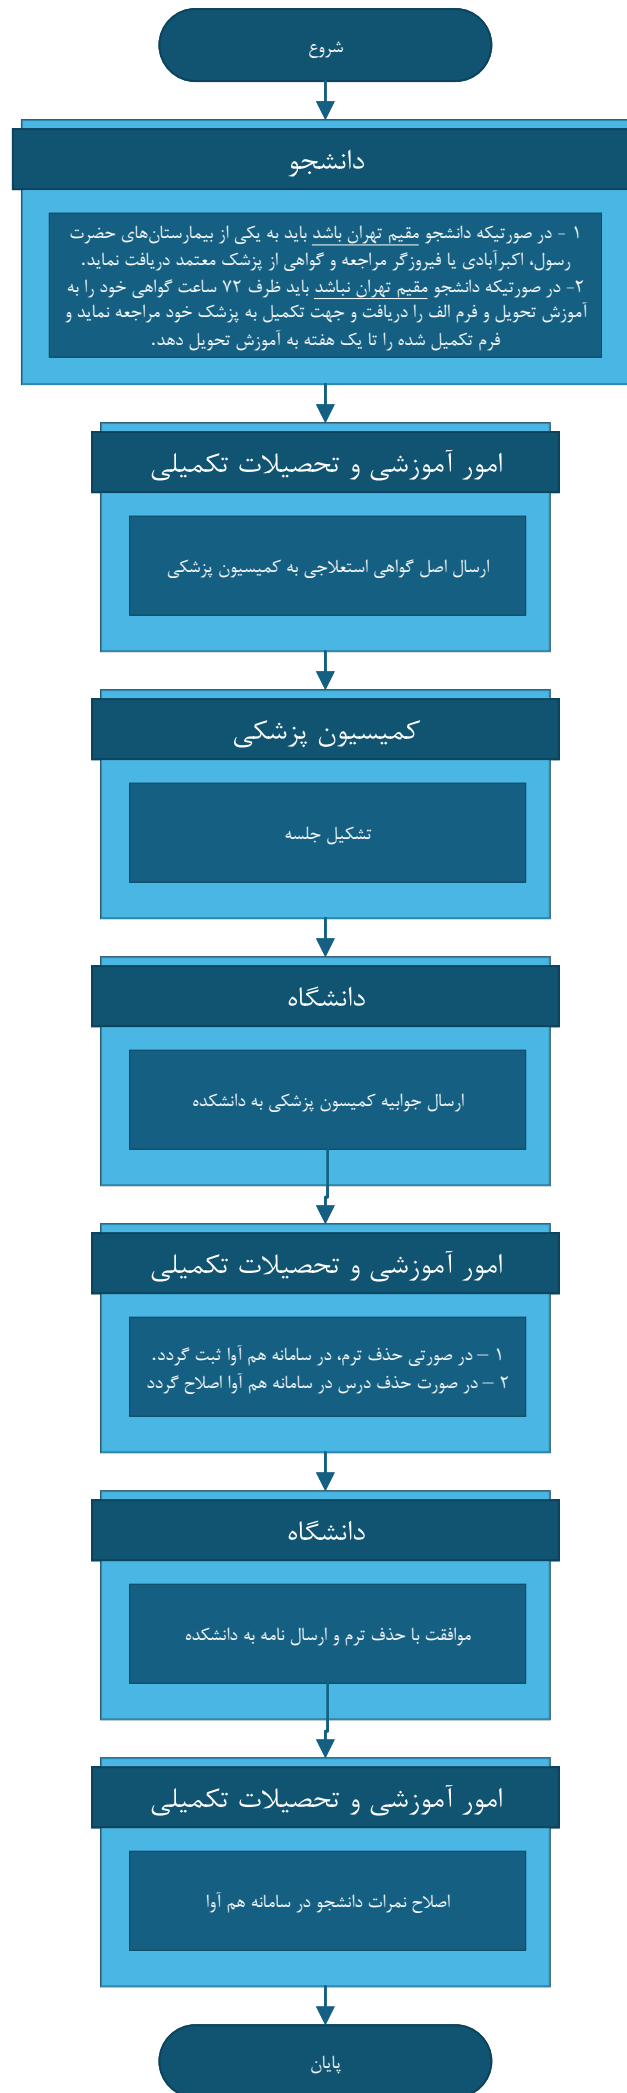 شروع
دانشجو
۱ - در صورتیکه دانشجو مقیم تهران باشد باید به یکی از بیمارستان‌های حضرت
رسول، اکبرآبادی یا فیروزگر مراجعه و گواهی از پزشک معتمد دریافت نماید.
۲- در صورتیکه دانشجو مقیم تهران نباشد باید ظرف ۷۲ ساعت گواهی خود را به
آموزش تحویل و فرم الف را دریافت و جهت تکمیل به پزشک خود مراجعه نماید و
فرم تکمیل شده را تا یک هفته به آموزش تحویل دهد.
امور آموزشی و تحصیلات تکمیلی
ارسال اصل گواهی استعلاجی به کمیسیون پزشکی
کمیسیون پزشکی
تشکیل جلسه
دانشگاه
ارسال جوابیه کمیسون پزشکی به دانشکده
امور آموزشی و تحصیلات تکمیلی
۱ – در صورتی حذف ترم، در سامانه هم آوا ثبت گردد.
۲ – در صورت حذف درس در سامانه هم آوا اصلاح گردد
دانشگاه
موافقت با حذف ترم و ارسال نامه به دانشکده
امور آموزشی و تحصیلات تکمیلی
اصلاح نمرات دانشجو در سامانه هم آوا
پایان